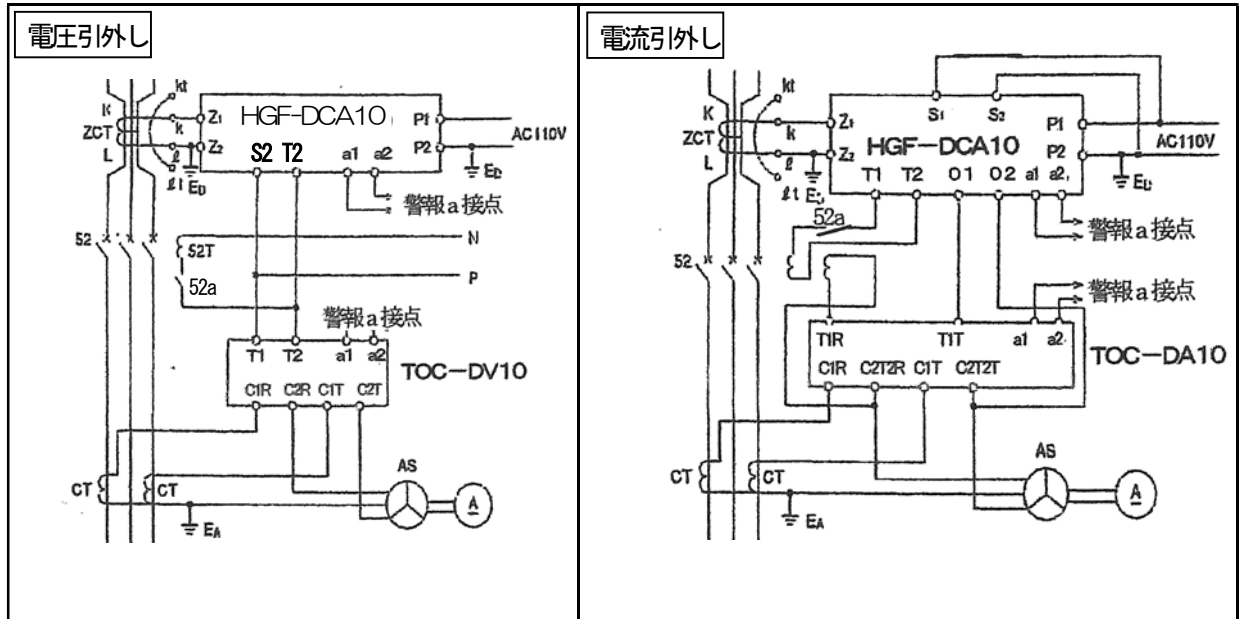 電圧引外し
kt
K
ZCT
L
k
ℓ
ℓt
Z1
Z2
HGF-DCA10
P1
P2
AC110V
S2 T2 a1 a2
ED
ED
警報a接点
52
52T
N
52a
P
警報a接点
T1 T2 a1 a2
TOC-DV10
C1R C2R C1T C2T
CT
CT
AS
A
EA
電流引外し
kt
K
ZCT
L
k
ℓ
ℓt
Z1
Z2
S1 S2
HGF-DCA10
P1
P2
AC110V
T1 T2 O1 O2 a1 a2
ED
ED
52a
警報a接点
52
警報a接点
T1R T1T a1 a2
TOC-DA10
C1R C2T2R C1T C2T2T
CT
CT
AS
A
EA